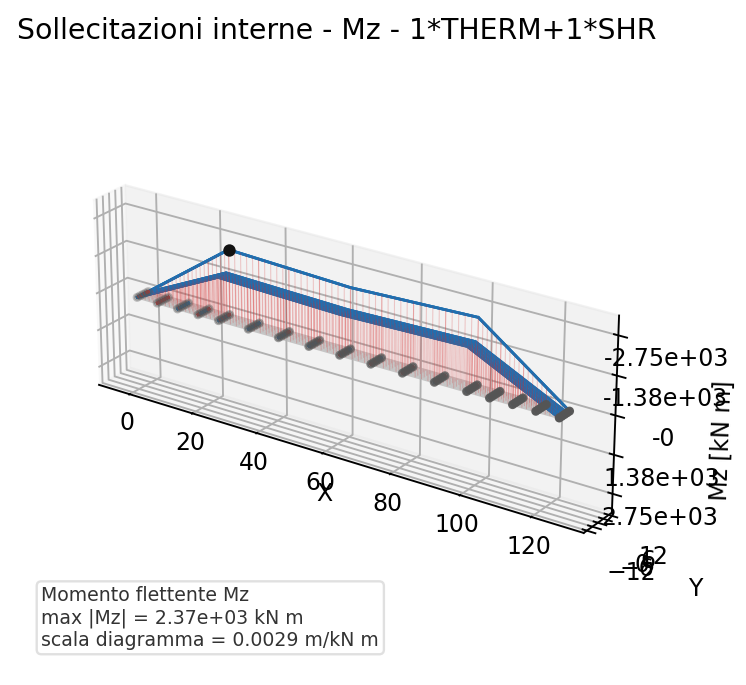 Sollecitazioni interne - Mz - 1*THERM+1*SHR
-2.75e+03
-1.38e+03
-0
1.38e+03
2.75e+03
Mz [kN m]
0
20
40
60
80
100
120
X
12
−12
Y
Momento flettente Mz
max |Mz| = 2.37e+03 kN m
scala diagramma = 0.0029 m/kN m